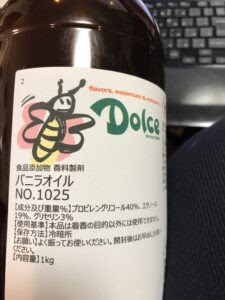 2
flavors, essences & extracts
Dolce
食品添加物 香料製剤
バニラオイル
NO.1025
【成分及び重量%】プロピレングリコール40%、エタノール
19%、グリセリン3%
【使用基準】本品は着香の目的以外には使用できません。
【保存方法】冷暗所
【お願い】よく振ってお使いください。開封後はお早めに
【内容量】1kg